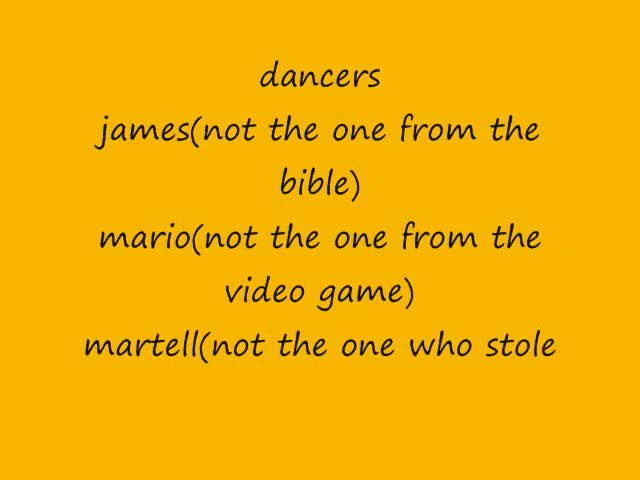 dancers
james(not the one from the
bible)
mario(not the one from the
video game)
martell(not the one who stole